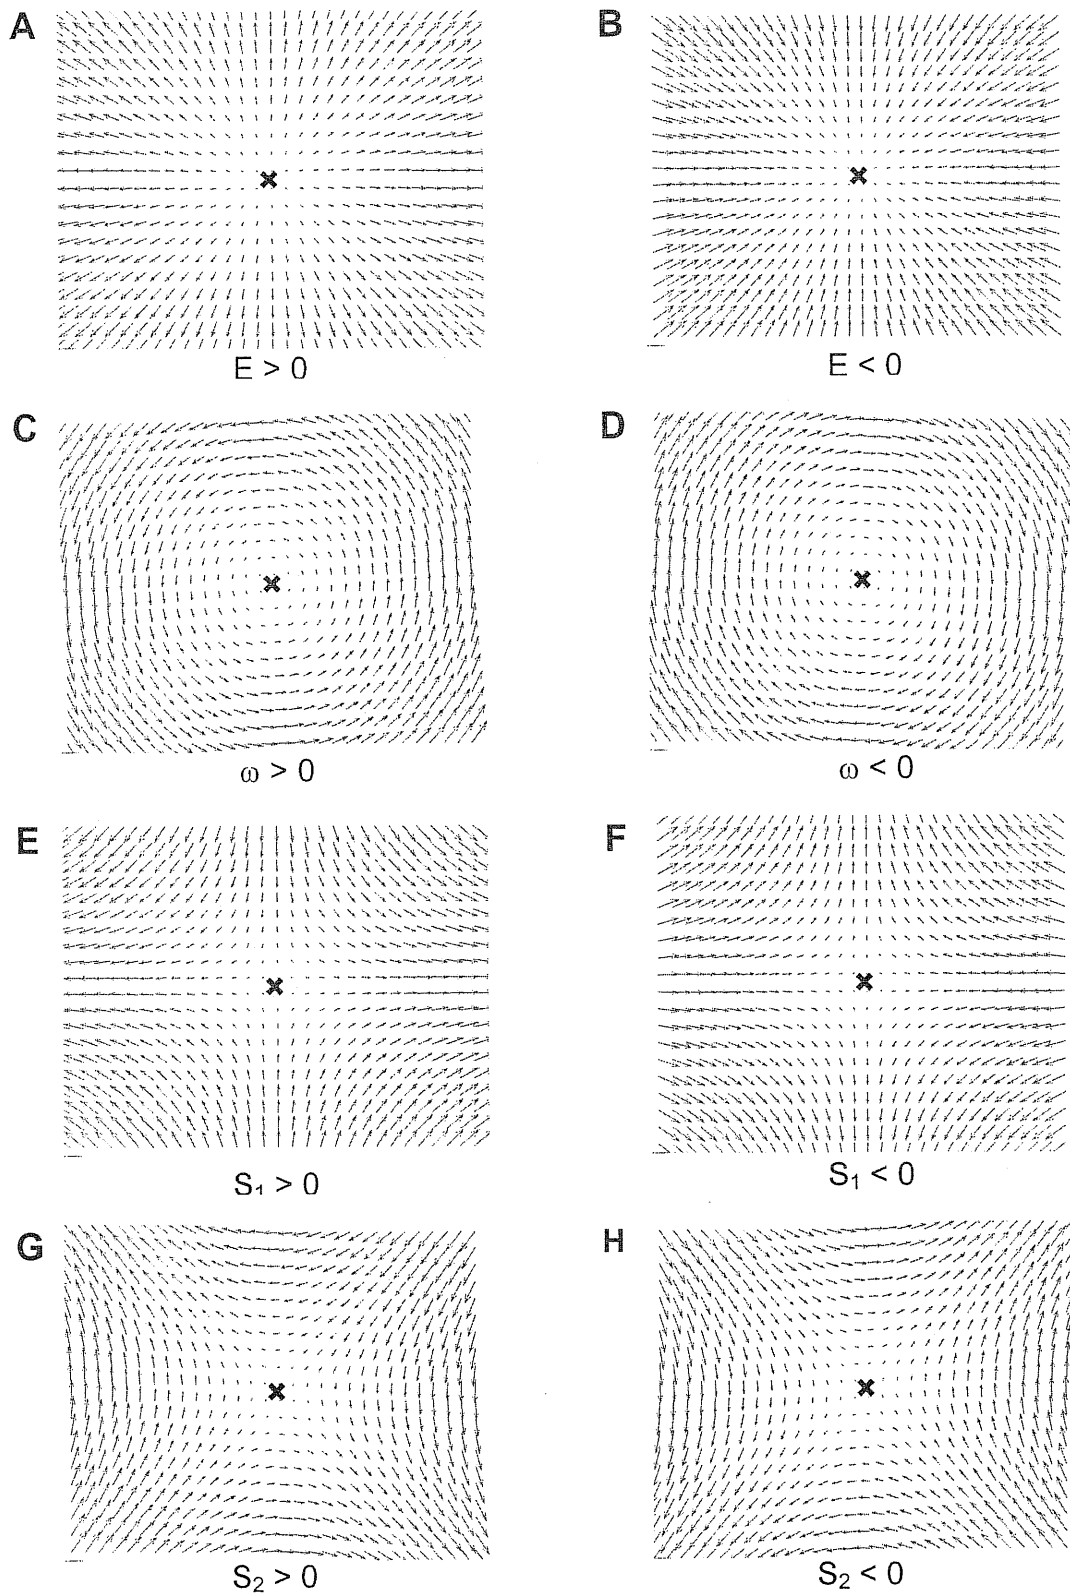 A B
E > 0 E < 0
C D
ω > 0 ω < 0
E F
S₁ > 0 S₁ < 0
G H
S₂ > 0 S₂ < 0